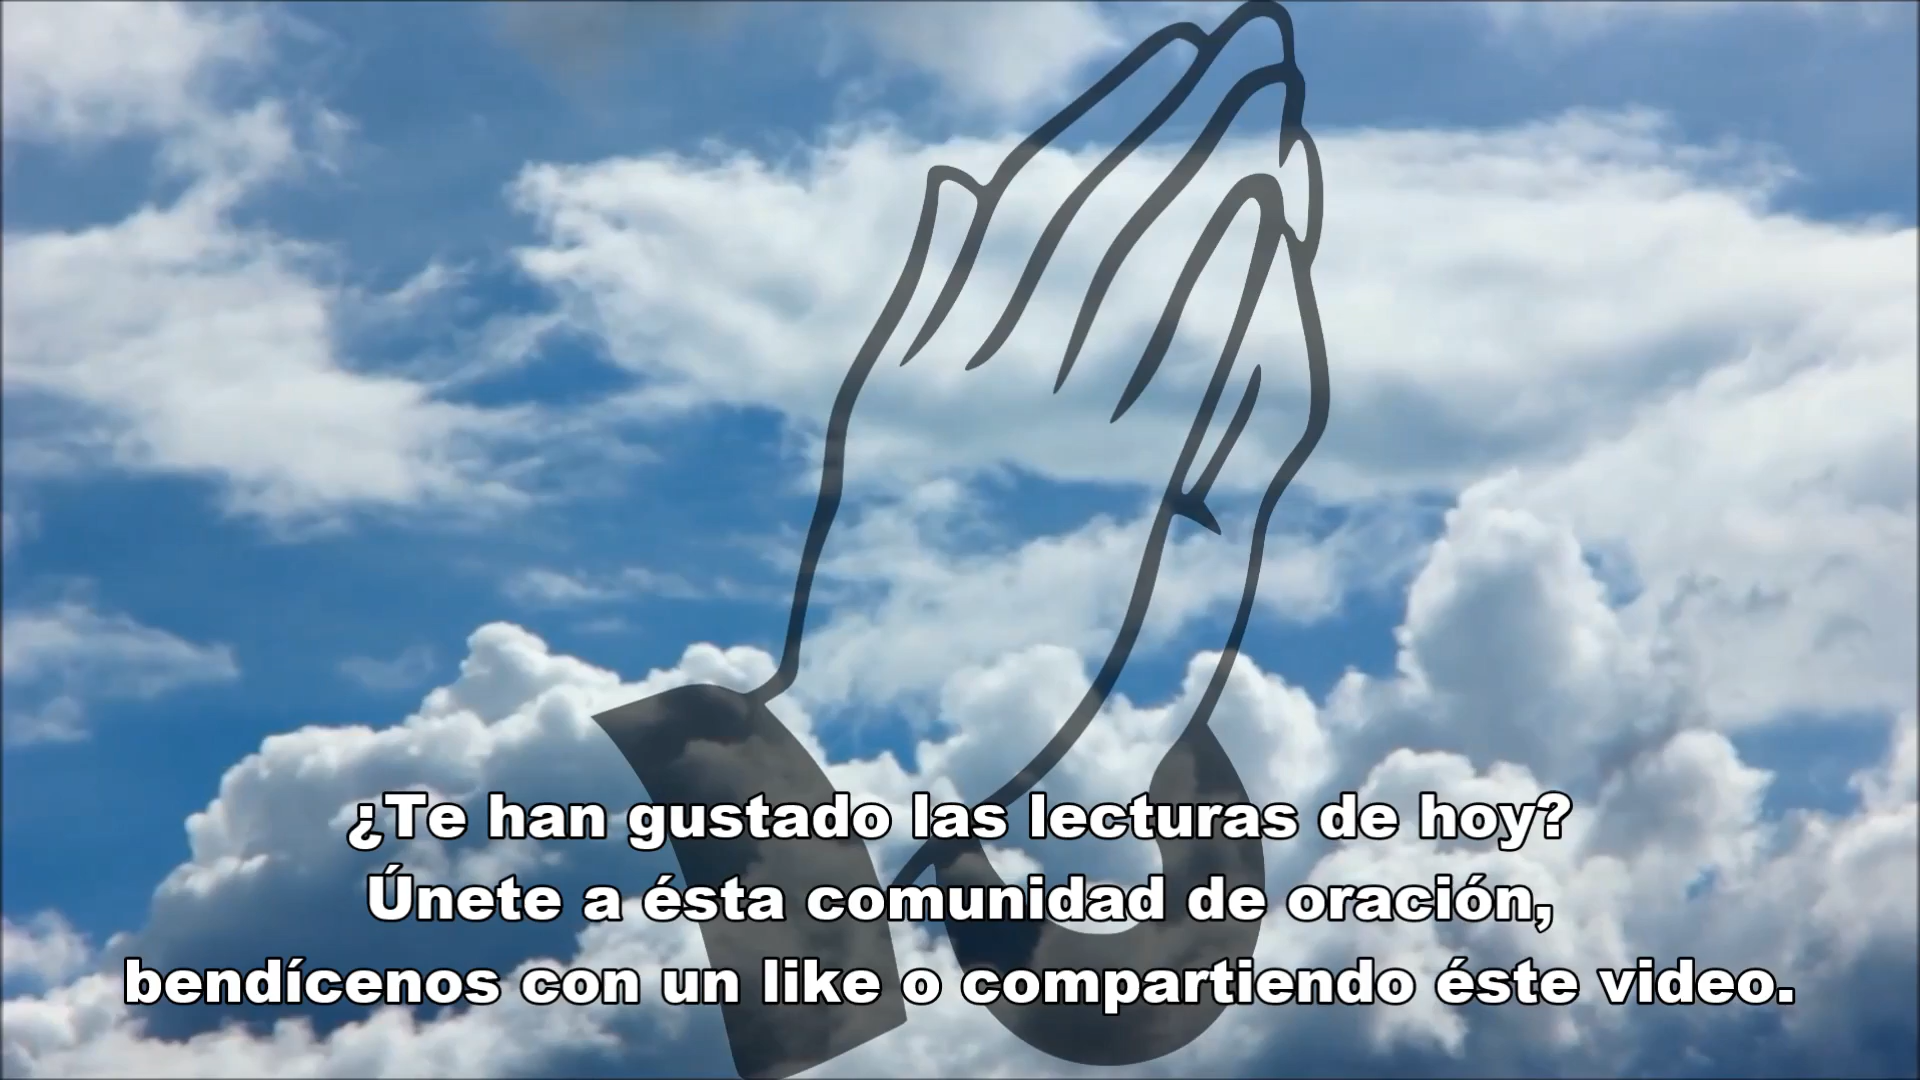 ¿Te han gustado las lecturas de hoy?
Únete a ésta comunidad de oración,
bendícenos con un like o compartiendo éste video.